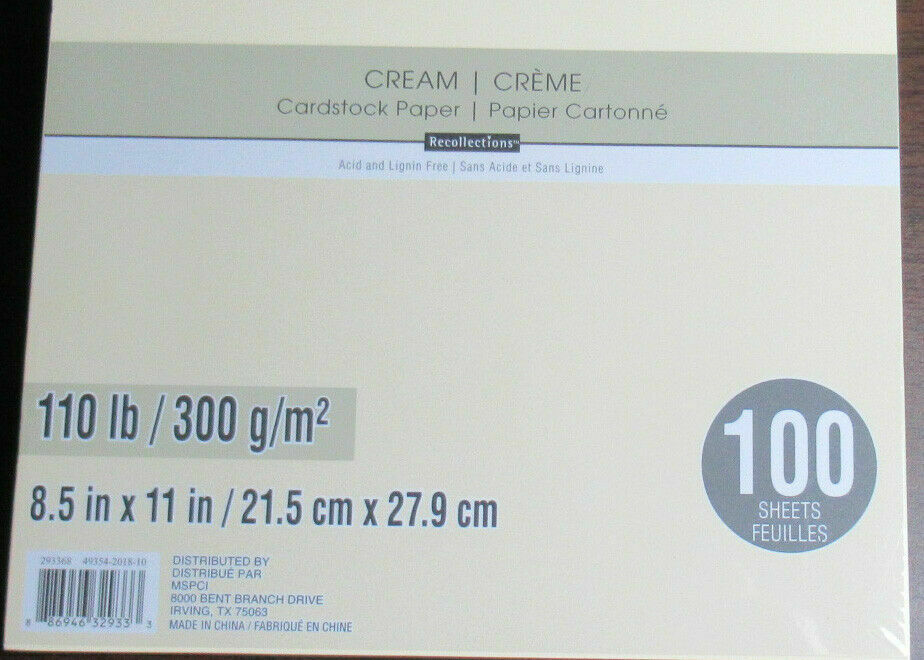 CREAM | CRÈME
Cardstock Paper | Papier Cartonné
Recollections™
Acid and Lignin Free | Sans Acide et Sans Lignine
110 lb / 300 g/m²
8.5 in x 11 in / 21.5 cm x 27.9 cm
100
SHEETS
FEUILLES
293368 49354-2018-10
8 86946 32933 3
DISTRIBUTED BY
DISTRIBUÉ PAR
MSPCI
8000 BENT BRANCH DRIVE
IRVING, TX 75063
MADE IN CHINA / FABRIQUÉ EN CHINE